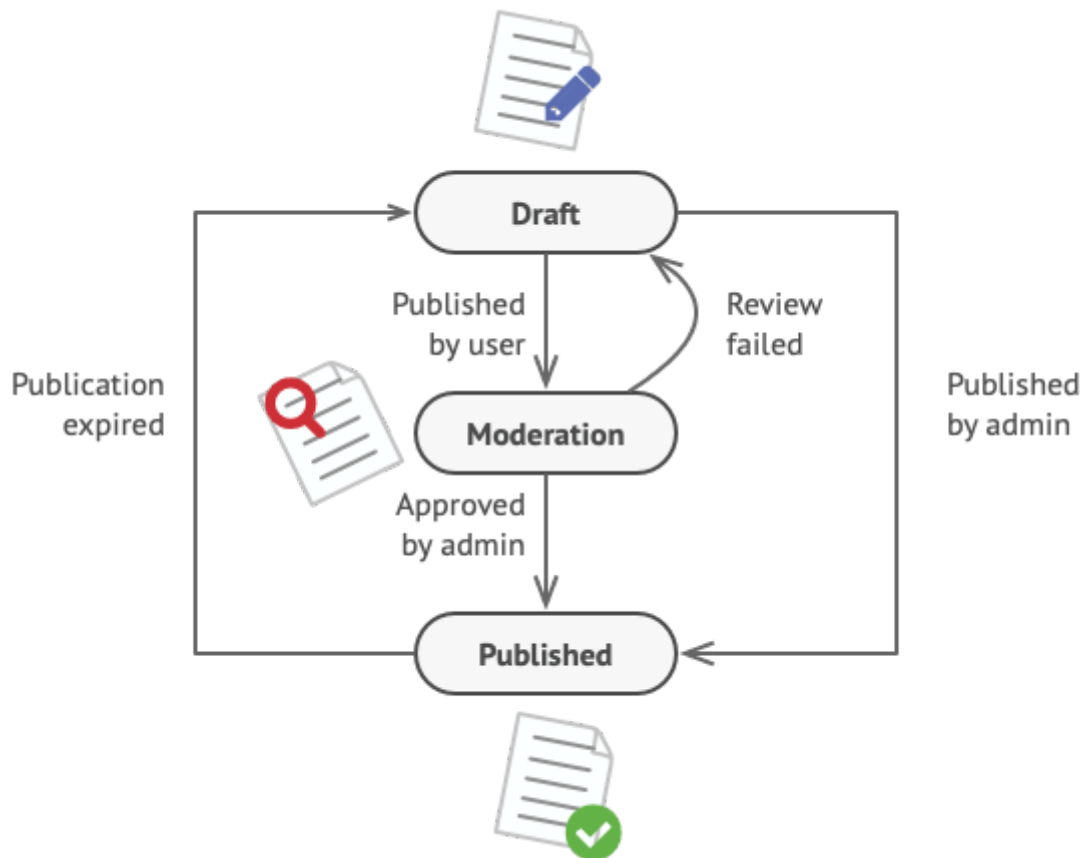 Draft
Published
by user
Review
failed
Publication
expired
Published
by admin
Moderation
Approved
by admin
Published